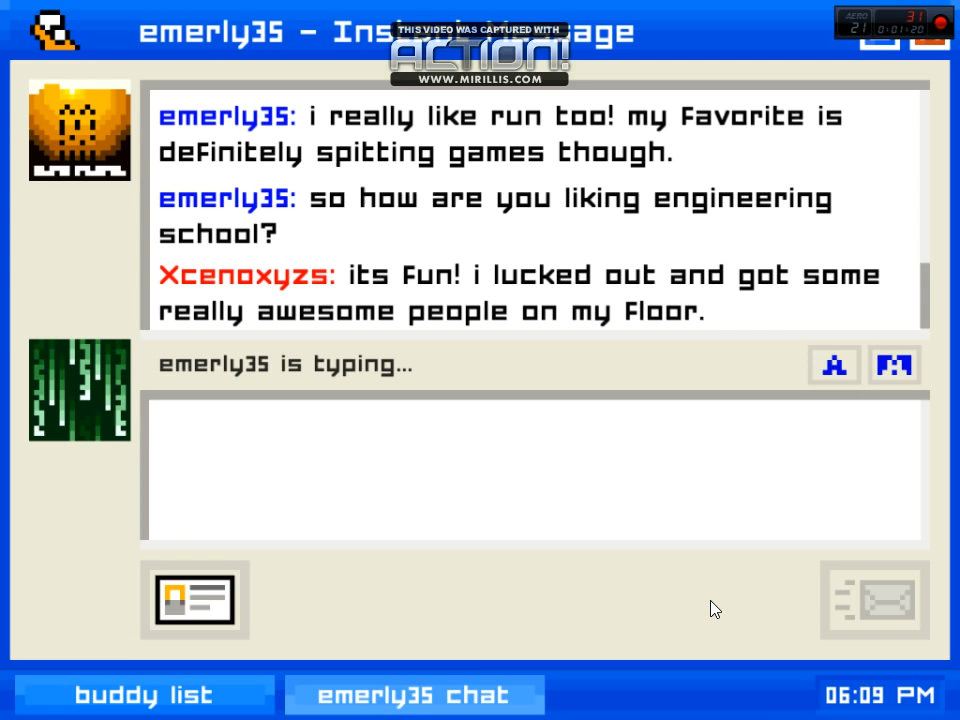 emerly35 - Ins
age
THIS VIDEO WAS CAPTURED WITH
ACTION!
WWW.MIRILLIS.COM
AERO
21
31
0:01:20
emerly35: i really like run too! my Favorite is
deFinitely spitting games though.
emerly35: so how are you liking engineering
school?
Xcenoxyzs: its Fun! i lucked out and got some
really awesome people on my Floor.
emerly35 is typing...
A
buddy list
emerly35 chat
06:09 PM